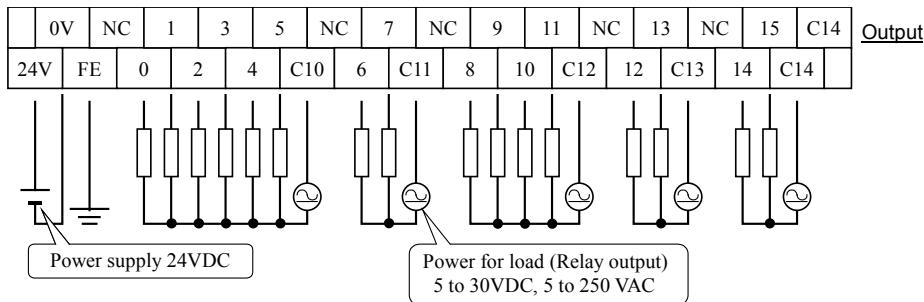 0V NC 1 3 5 NC 7 NC 9 11 NC 13 NC 15 C14 Output
24V FE 0 2 4 C10 6 C11 8 10 C12 12 C13 14 C14
Power supply 24VDC
Power for load (Relay output)
5 to 30VDC, 5 to 250 VAC